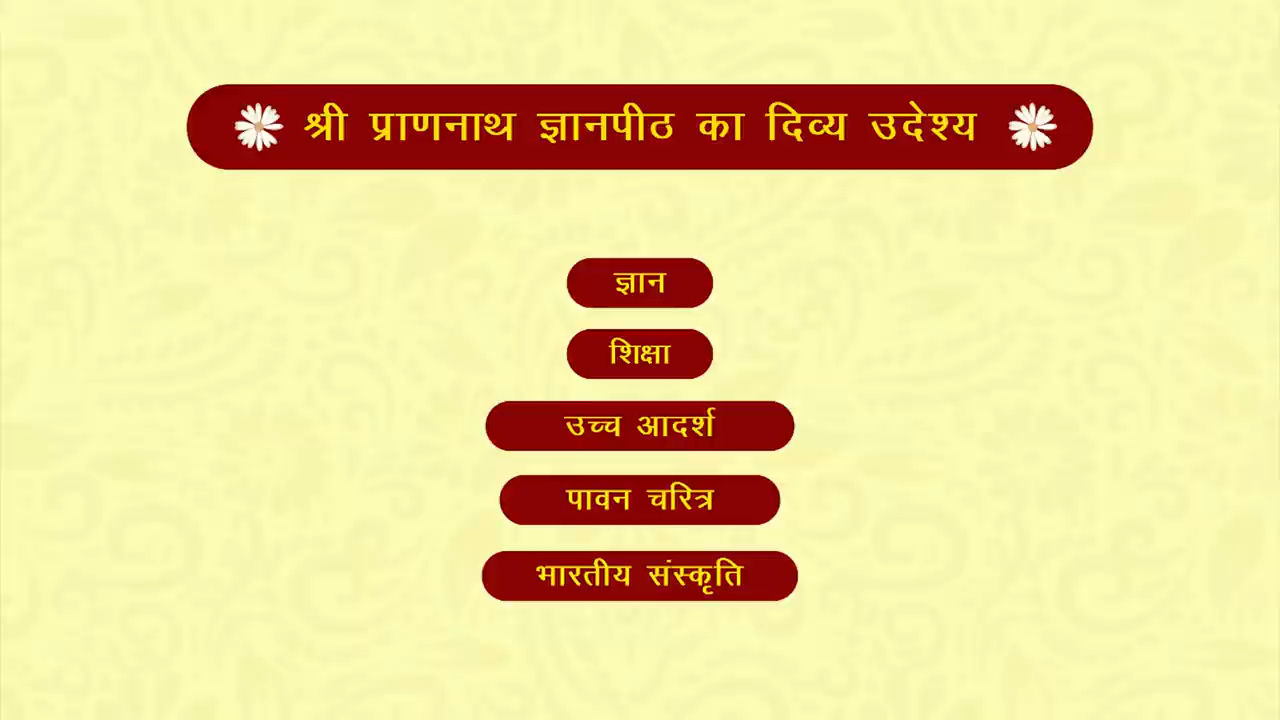 श्री प्राणनाथ ज्ञानपीठ का दिव्य उदेश्य
ज्ञान
शिक्षा
उच्च आदर्श
पावन चरित्र
भारतीय संस्कृति